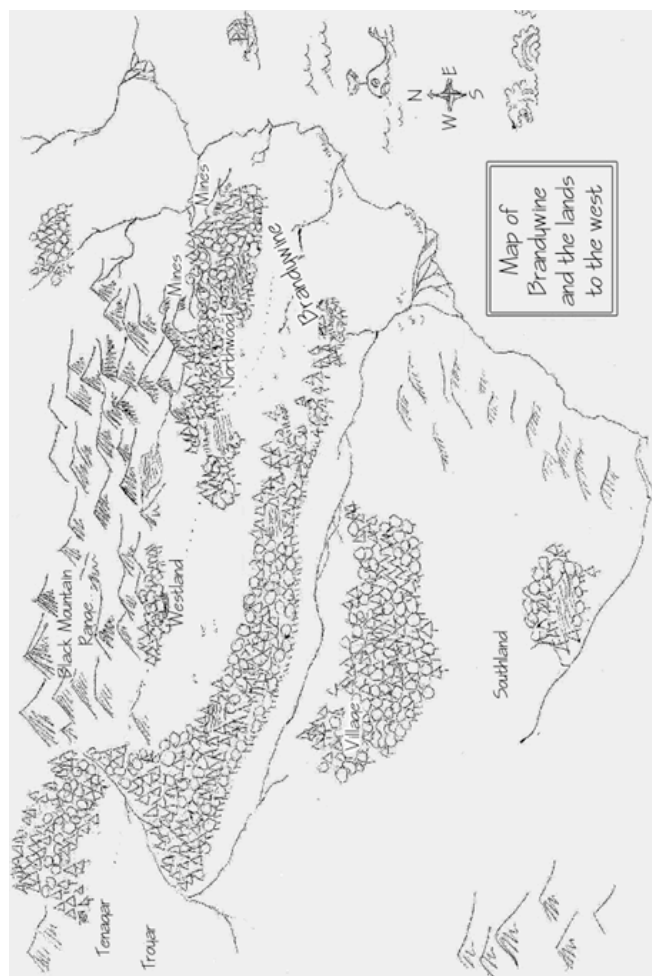 Mines
N
E
W
S
Mines
Brandywine
Northwood
Map of
Brandywine
and the lands
to the west
Black Mountain
Range
Westland
Village
Southland
Tenaqar
Troyar